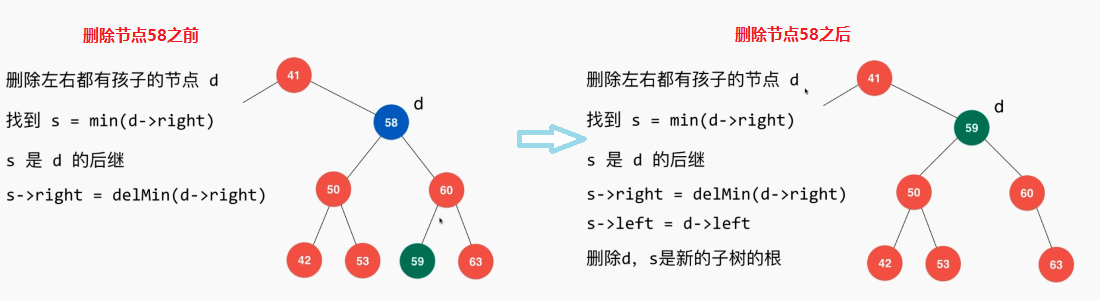 删除节点58之前
删除左右都有孩子的节点 d
找到 s = min(d->right)
s 是 d 的后继
s->right = delMin(d->right)
41
d
58
50
60
42
53
59
63
删除节点58之后
删除左右都有孩子的节点 d
找到 s = min(d->right)
s 是 d 的后继
s->right = delMin(d->right)
s->left = d->left
删除d，s是新的子树的根
41
d
59
50
60
42
53
63